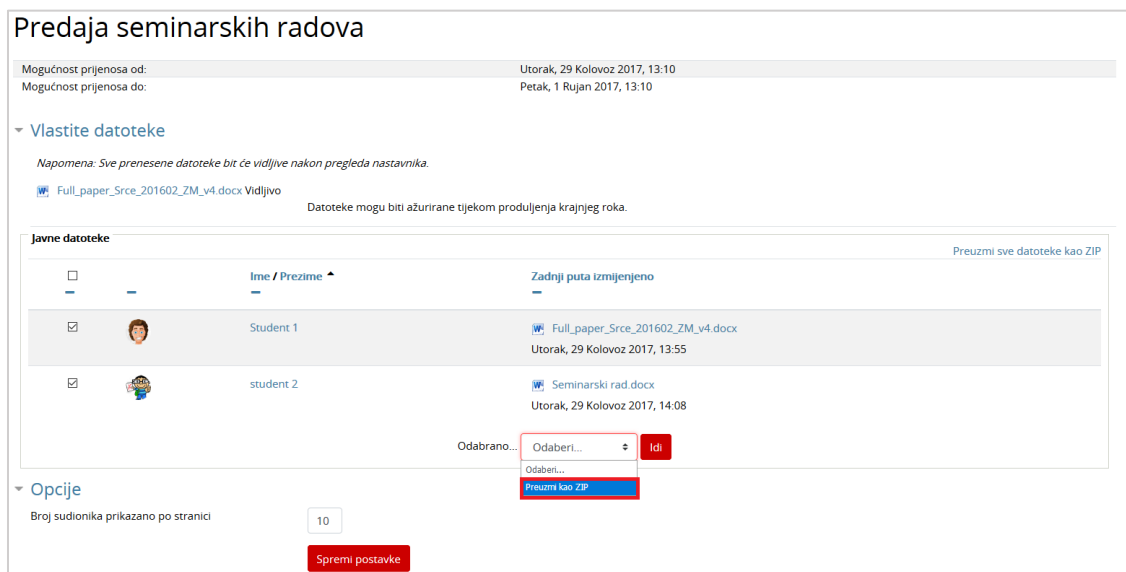 Predaja seminarskih radova
Mogućnost prijenosa od: Utorak, 29 Kolovoz 2017, 13:10
Mogućnost prijenosa do: Petak, 1 Rujan 2017, 13:10
Vlastite datoteke
Napomena: Sve prenesene datoteke bit će vidljive nakon pregleda nastavnika.
Full_paper_Srce_201602_ZM_v4.docx Vidljivo
Datoteke mogu biti ažurirane tijekom produljenja krajnjeg roka.
Javne datoteke
Preuzmi sve datoteke kao ZIP
Ime / Prezime Zadnji puta izmijenjeno
Student 1 Full_paper_Srce_201602_ZM_v4.docx
Utorak, 29 Kolovoz 2017, 13:55
student 2 Seminarski rad.docx
Utorak, 29 Kolovoz 2017, 14:08
Odabrano... Odaberi... Idi
Odaberi...
Preuzmi kao ZIP
Opcije
Broj sudionika prikazano po stranici 10
Spremi postavke